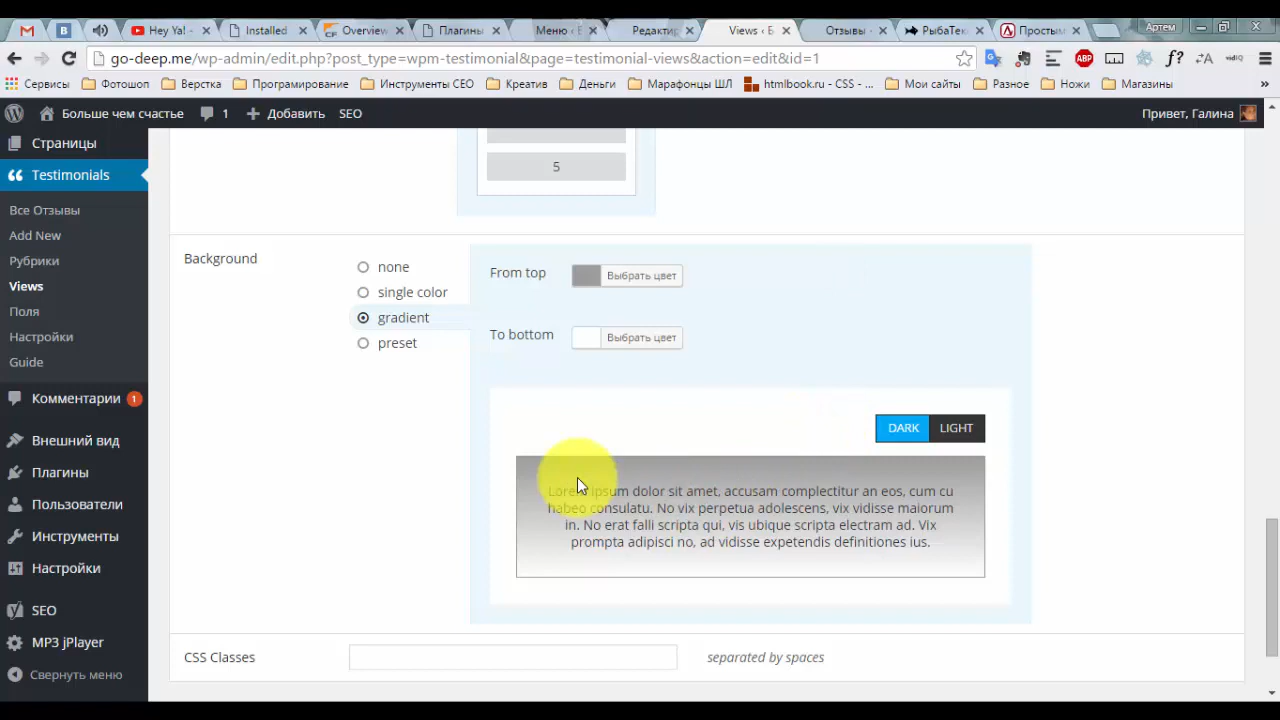 Hey Ya! -
Installed
Overview
Плагины
Меню ‹ Е
Редактир
Views ‹ Е
Отзывы -
РыбаТек
Простым
Артем
go-deep.me/wp-admin/edit.php?post_type=wpm-testimonial&page=testimonial-views&action=edit&id=1
Сервисы
Фотошоп
Верстка
Програмирование
Инструменты СЕО
Креатив
Деньги
Марафонцы ШЛ
htmlbook.ru - CSS - ..
Мои сайты
Разное
Ножи
Магазины
»
Больше чем счастье
1
Добавить
SEO
Привет, Галина
Страницы
Testimonials
Все Отзывы
Add New
Рубрики
Views
Поля
Настройки
Guide
Комментарии 1
Внешний вид
Плагины
Пользователи
Инструменты
Настройки
SEO
MP3 jPlayer
Свернуть меню
5
Background
none
single color
gradient
preset
From top
Выбрать цвет
To bottom
Выбрать цвет
DARK
LIGHT
Lorem ipsum dolor sit amet, accusam complectitur an eos, cum cu
habeo consulatu. No vix perpetua adolescens, vix vidisse maiorum
in. No erat falli scripta qui, vis ubique scripta electram ad. Vix
prompta adipisci no, ad vidisse expetendis definitiones ius.
CSS Classes
separated by spaces